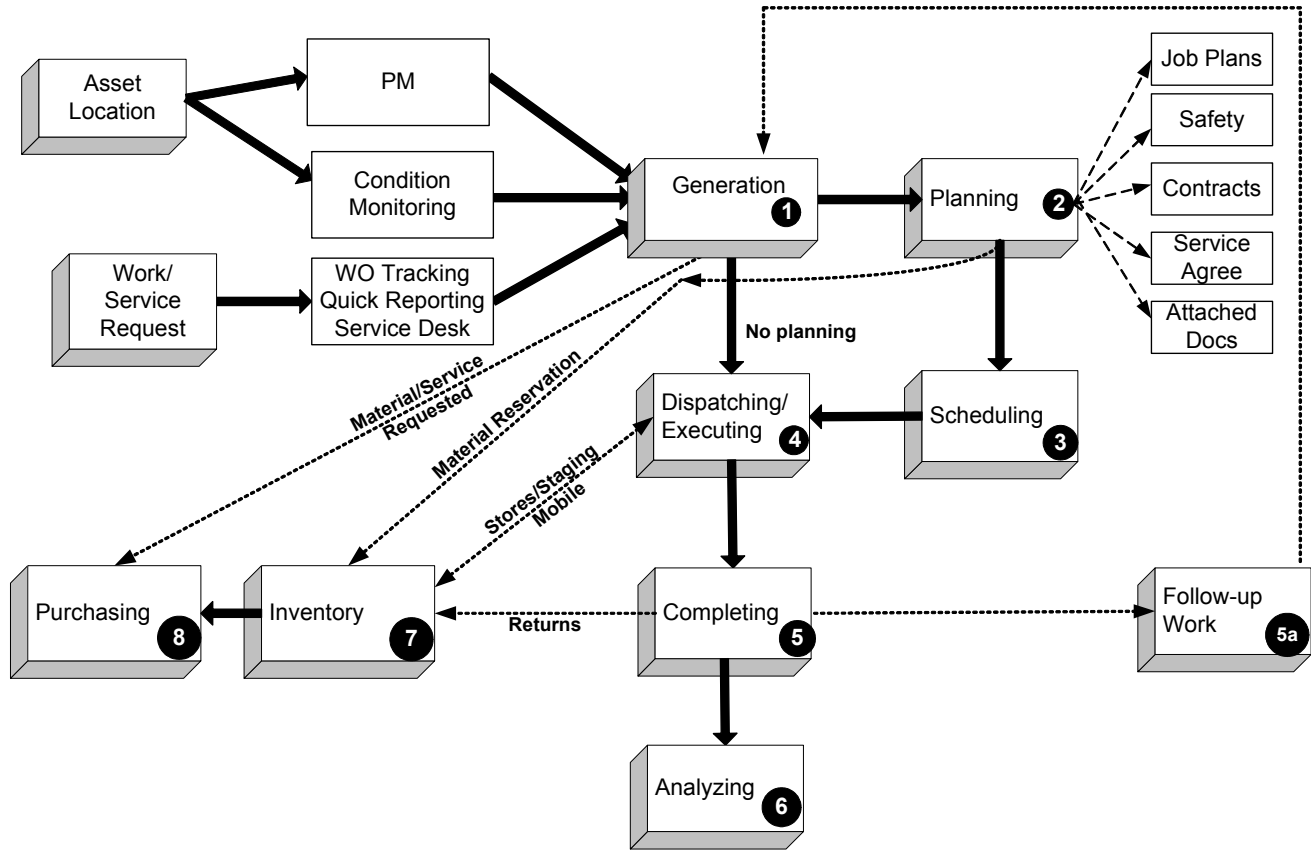 Asset
Location
PM
Condition
Monitoring
Work/
Service
Request
WO Tracking
Quick Reporting
Service Desk
Generation
1
Planning
2
Job Plans
Safety
Contracts
Service
Agree
Attached
Docs
No planning
Material/Service
Requested
Material Reservation
Stores/Staging
Mobile
Dispatching/
Executing
4
Scheduling
3
Purchasing
8
Inventory
7
Returns
Completing
5
Follow-up
Work
5a
Analyzing
6